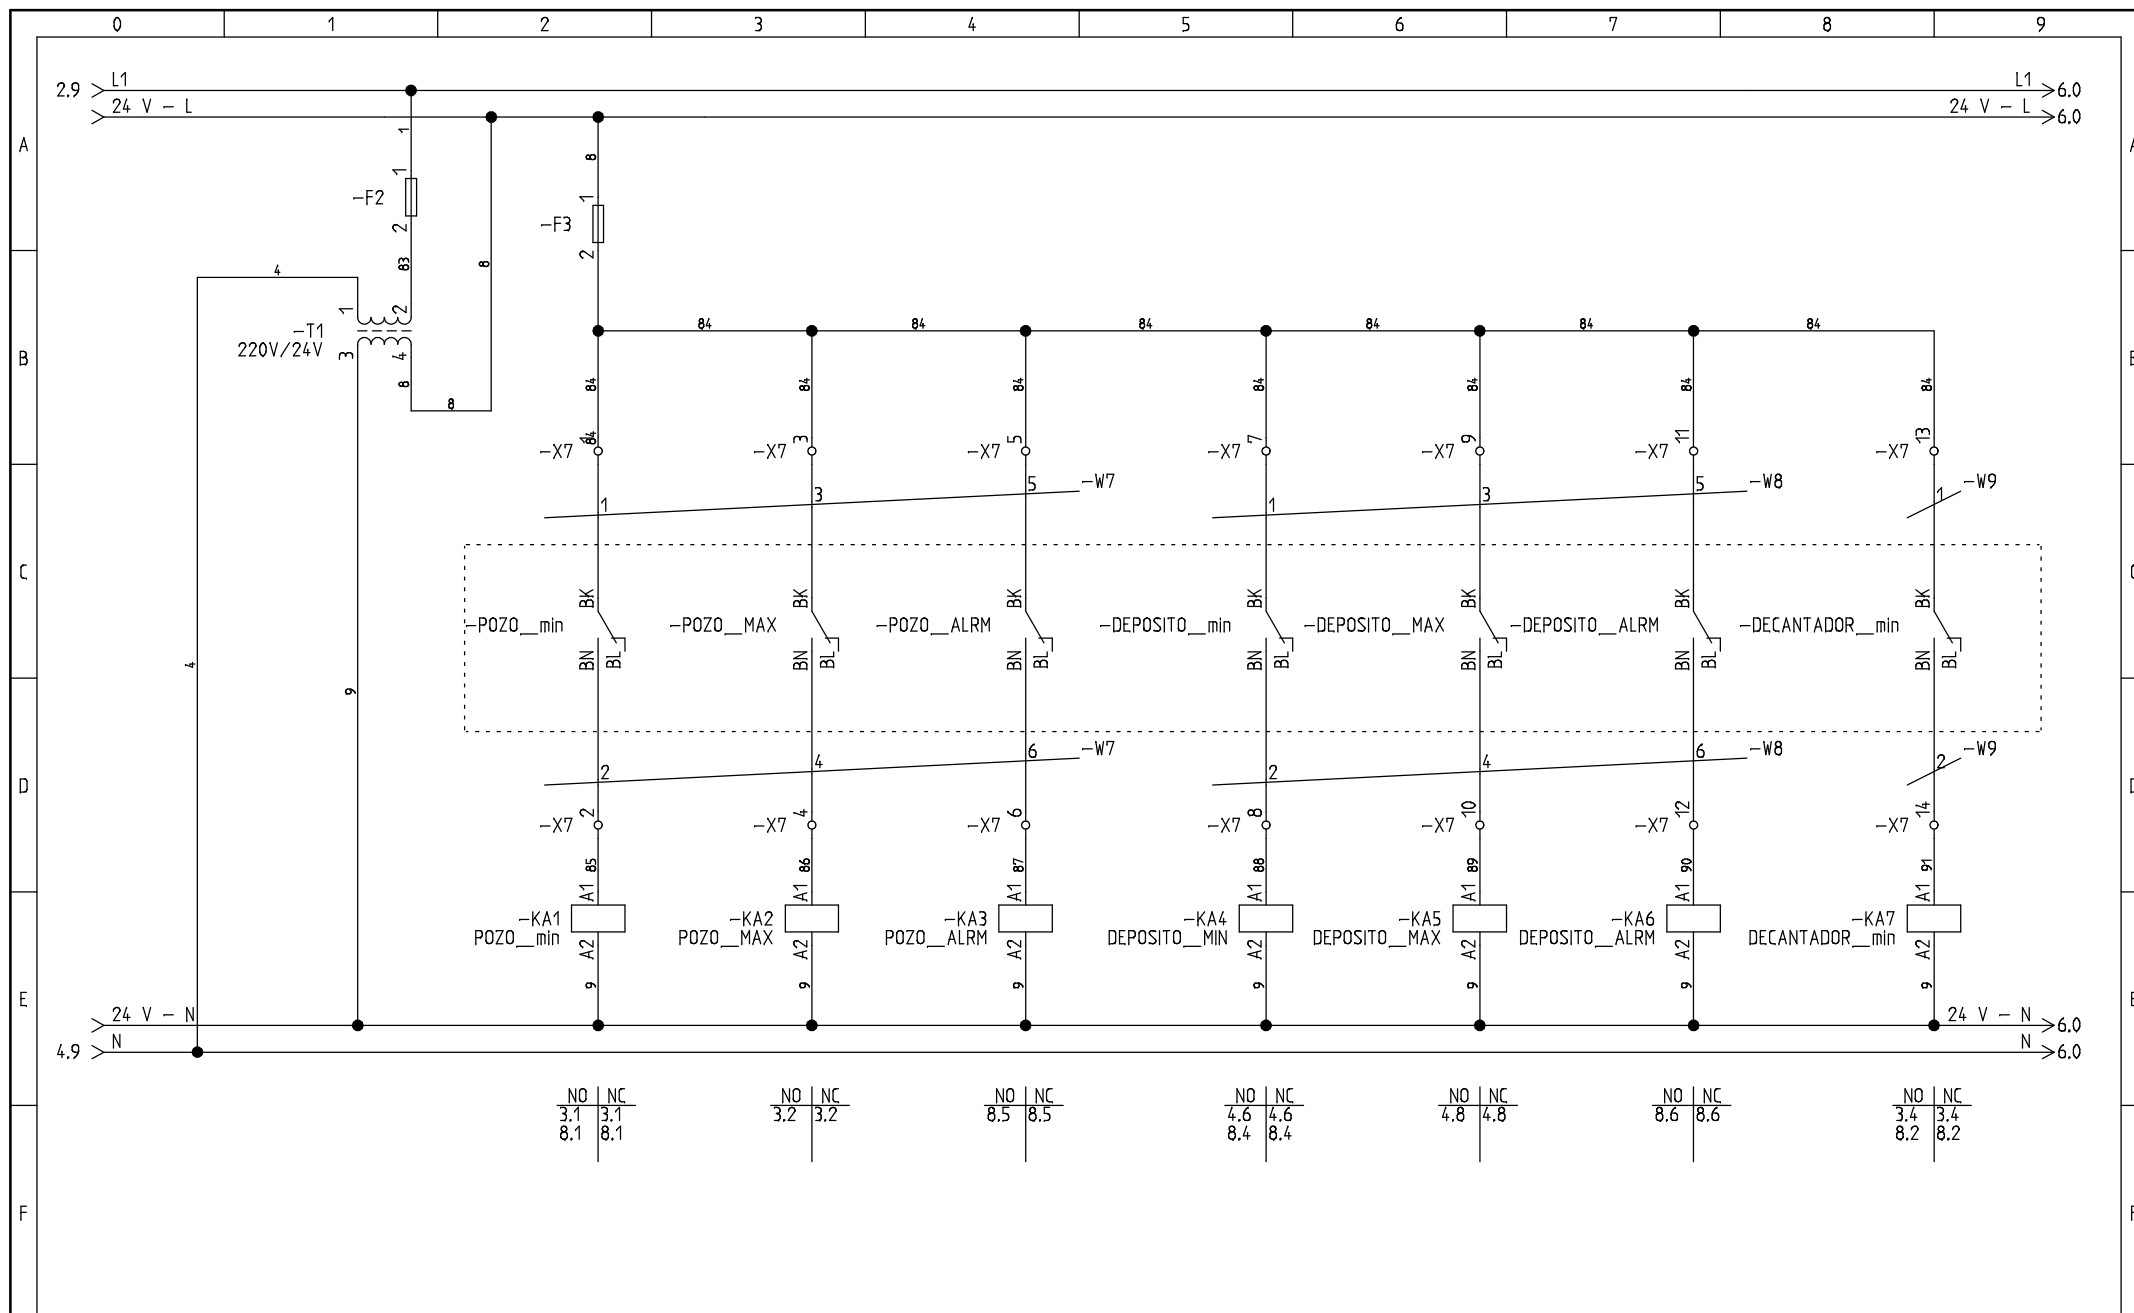 0 1 2 3 4 5 6 7 8 9
2.9 L1 L1 6.0
24 V - L 24 V - L 6.0
A
1 8
1 1
-F2 -F3
2 2
83 8
4
1 2
-T1
220V/24V
3 4
8 8
B
84 84 84 84 84 84
84 84 84 84 84 84 84
84
-X7 1 -X7 3 -X7 5 -X7 7 -X7 9 -X7 11 -X7 13
1 3 5 -W7 1 3 5 -W8 1 -W9
C
BK BK BK BK BK BK BK
-POZO__min -POZO__MAX -POZO__ALRM -DEPOSITO__min -DEPOSITO__MAX -DEPOSITO__ALRM -DECANTADOR__min
BN BL BN BL BN BL BN BL BN BL BN BL BN BL
4 9
2 4 6 -W7 2 4 6 -W8 2 -W9
D D
-X7 2 -X7 4 -X7 6 -X7 8 -X7 10 -X7 12 -X7 14
85 86 87 88 89 90 91
A1 A1 A1 A1 A1 A1 A1
-KA1 -KA2 -KA3 -KA4 -KA5 -KA6 -KA7
POZO__min POZO__MAX POZO__ALRM DEPOSITO__MIN DEPOSITO__MAX DEPOSITO__ALRM DECANTADOR__min
A2 A2 A2 A2 A2 A2 A2
9 9 9 9 9 9 9
E
24 V - N 24 V - N 6.0
4.9 N N 6.0
NO NC NO NC NO NC NO NC NO NC NO NC NO NC
3.1 3.1 3.2 3.2 8.5 8.5 4.6 4.6 4.8 4.8 8.6 8.6 3.4 3.4
8.1 8.1 8.4 8.4 8.2 8.2
F